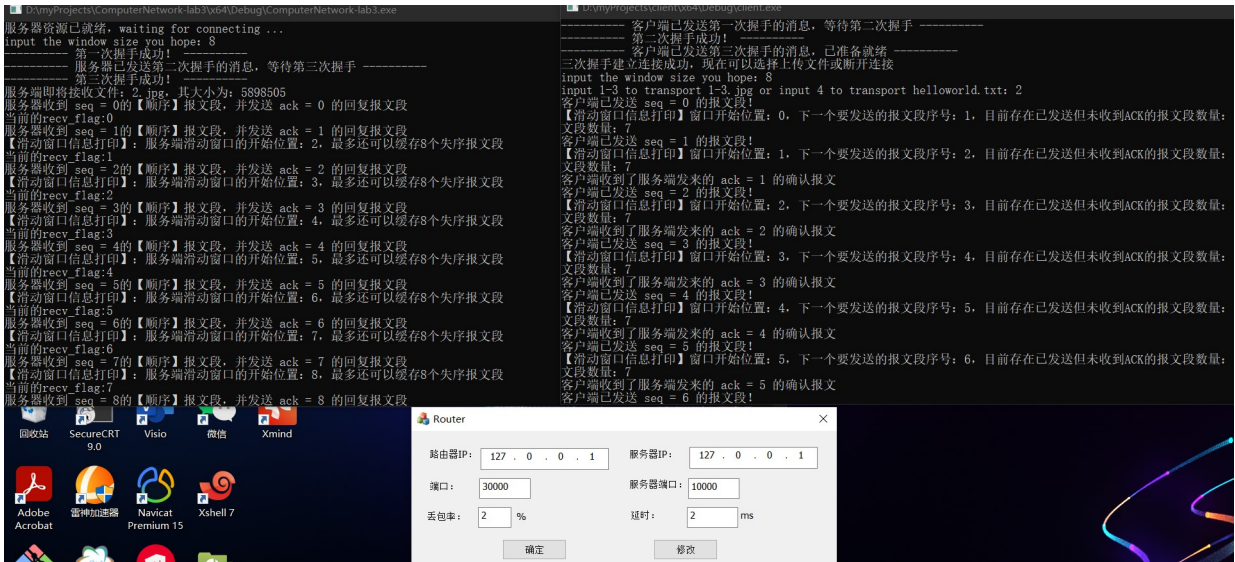 D:\myProjects\ComputerNetwork-lab3\x64\Debug\ComputerNetwork-lab3.exe
服务器资源已就绪, waiting for connecting ...
input the window size you hope: 8
---------- 第一次握手成功! ----------
---------- 服务器已发送第二次握手的消息, 等待第三次握手 ----------
---------- 第三次握手成功! ----------
服务端即将接收文件: 2.jpg, 其大小为: 5898505
服务器收到 seq = 0的【顺序】报文段, 并发送 ack = 0 的回复报文段
当前的recv_flag:0
服务器收到 seq = 1的【顺序】报文段, 并发送 ack = 1 的回复报文段
【滑动窗口信息打印】: 服务端滑动窗口的开始位置: 2, 最多还可以缓存8个失序报文段
当前的recv_flag:1
服务器收到 seq = 2的【顺序】报文段, 并发送 ack = 2 的回复报文段
【滑动窗口信息打印】: 服务端滑动窗口的开始位置: 3, 最多还可以缓存8个失序报文段
当前的recv_flag:2
服务器收到 seq = 3的【顺序】报文段, 并发送 ack = 3 的回复报文段
【滑动窗口信息打印】: 服务端滑动窗口的开始位置: 4, 最多还可以缓存8个失序报文段
当前的recv_flag:3
服务器收到 seq = 4的【顺序】报文段, 并发送 ack = 4 的回复报文段
【滑动窗口信息打印】: 服务端滑动窗口的开始位置: 5, 最多还可以缓存8个失序报文段
当前的recv_flag:4
服务器收到 seq = 5的【顺序】报文段, 并发送 ack = 5 的回复报文段
【滑动窗口信息打印】: 服务端滑动窗口的开始位置: 6, 最多还可以缓存8个失序报文段
当前的recv_flag:5
服务器收到 seq = 6的【顺序】报文段, 并发送 ack = 6 的回复报文段
【滑动窗口信息打印】: 服务端滑动窗口的开始位置: 7, 最多还可以缓存8个失序报文段
当前的recv_flag:6
服务器收到 seq = 7的【顺序】报文段, 并发送 ack = 7 的回复报文段
【滑动窗口信息打印】: 服务端滑动窗口的开始位置: 8, 最多还可以缓存8个失序报文段
当前的recv_flag:7
服务器收到 seq = 8的【顺序】报文段, 并发送 ack = 8 的回复报文段
D:\myProjects\client\x64\Debug\client.exe
---------- 客户端已发送第一次握手的消息, 等待第二次握手 ----------
---------- 第二次握手成功! ----------
---------- 客户端已发送第三次握手的消息, 已准备就绪 ----------
三次握手建立连接成功, 现在可以选择上传文件或断开连接
input the window size you hope: 8
input 1-3 to transport 1-3.jpg or input 4 to transport helloworld.txt: 2
客户端已发送 seq = 0 的报文段!
【滑动窗口信息打印】窗口开始位置: 0, 下一个要发送的报文段序号: 1, 目前存在已发送但未收到ACK的报文段数量:
文段数量: 7
客户端已发送 seq = 1 的报文段!
【滑动窗口信息打印】窗口开始位置: 1, 下一个要发送的报文段序号: 2, 目前存在已发送但未收到ACK的报文段数量:
文段数量: 7
客户端收到了服务端发来的 ack = 1 的确认报文
客户端已发送 seq = 2 的报文段!
【滑动窗口信息打印】窗口开始位置: 2, 下一个要发送的报文段序号: 3, 目前存在已发送但未收到ACK的报文段数量:
文段数量: 7
客户端收到了服务端发来的 ack = 2 的确认报文
客户端已发送 seq = 3 的报文段!
【滑动窗口信息打印】窗口开始位置: 3, 下一个要发送的报文段序号: 4, 目前存在已发送但未收到ACK的报文段数量:
文段数量: 7
客户端收到了服务端发来的 ack = 3 的确认报文
客户端已发送 seq = 4 的报文段!
【滑动窗口信息打印】窗口开始位置: 4, 下一个要发送的报文段序号: 5, 目前存在已发送但未收到ACK的报文段数量:
文段数量: 7
客户端收到了服务端发来的 ack = 4 的确认报文
客户端已发送 seq = 5 的报文段!
【滑动窗口信息打印】窗口开始位置: 5, 下一个要发送的报文段序号: 6, 目前存在已发送但未收到ACK的报文段数量:
文段数量: 7
客户端收到了服务端发来的 ack = 5 的确认报文
客户端已发送 seq = 6 的报文段!
回收站 SecureCRT Visio 微信 Xmind
9.0
Adobe 雷神加速器 Navicat Xshell 7
Acrobat Premium 15
Router
路由器IP: 127 . 0 . 0 . 1 服务器IP: 127 . 0 . 0 . 1
端口: 30000 服务器端口: 10000
丢包率: 2 % 延时: 2 ms
确定 修改